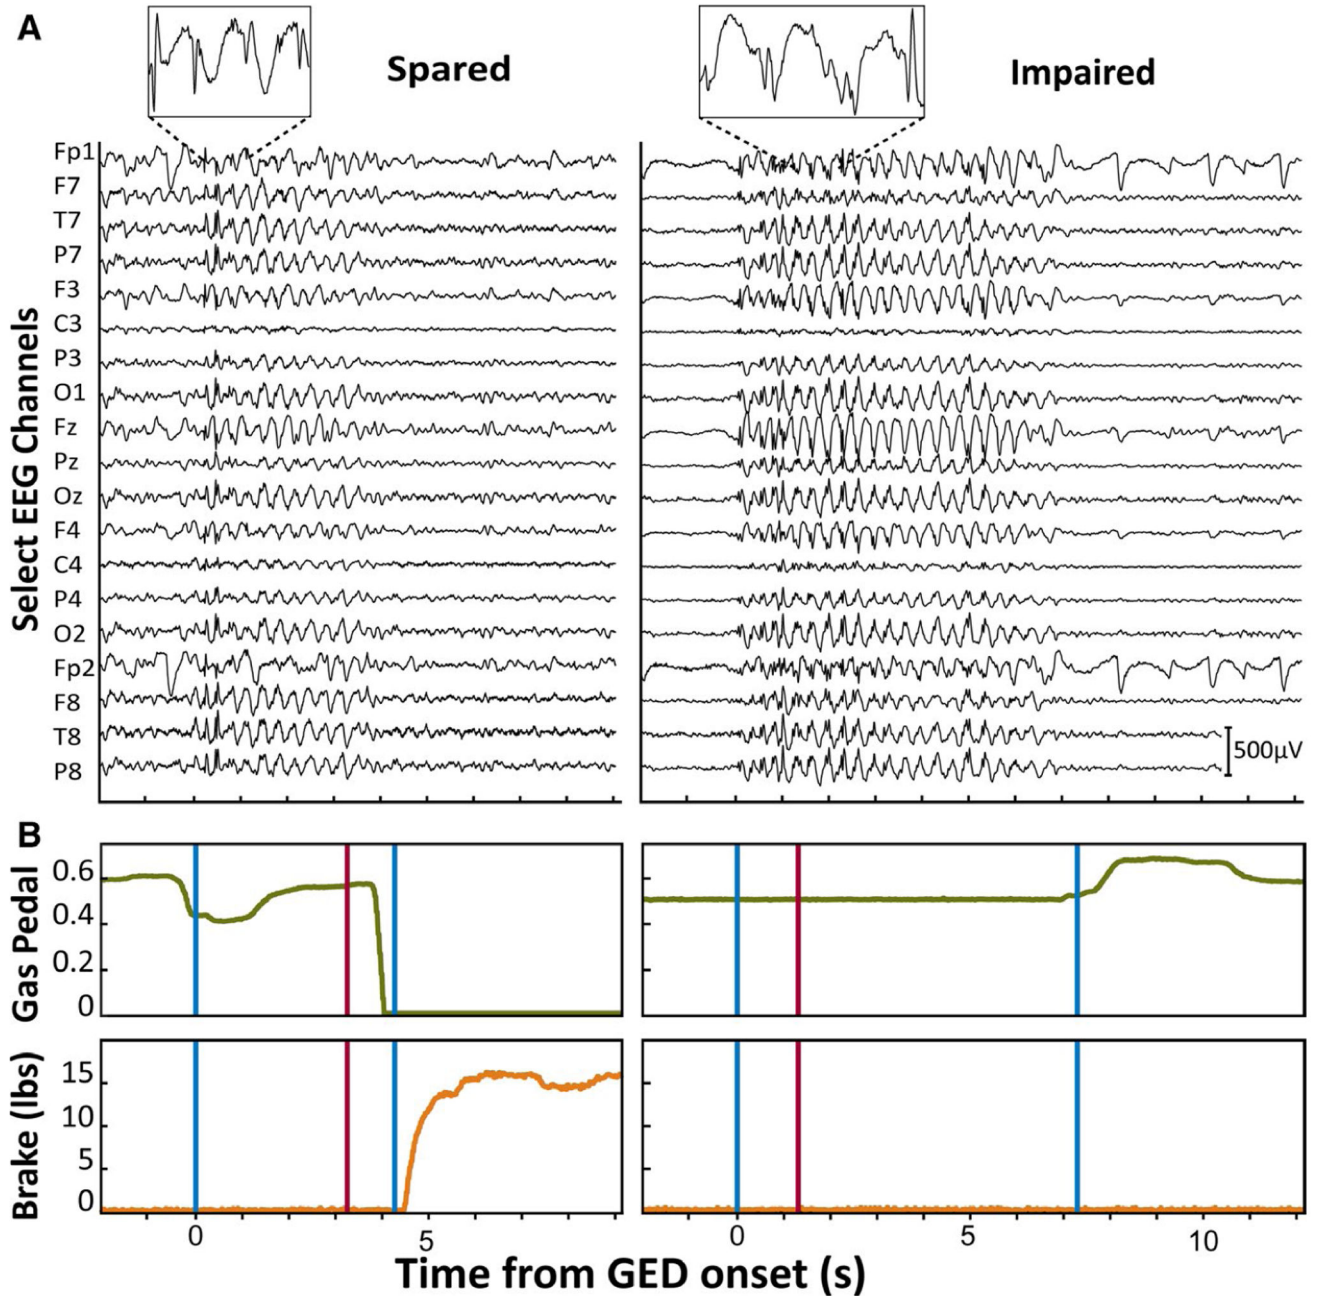 A
Spared
Impaired
Select EEG Channels
Fp1
F7
T7
P7
F3
C3
P3
O1
Fz
Pz
Oz
F4
C4
P4
O2
Fp2
F8
T8
P8
500µV
B
Gas Pedal
0.6
0.4
0.2
0
Brake (lbs)
15
10
5
0
0 5 0 5 10
Time from GED onset (s)